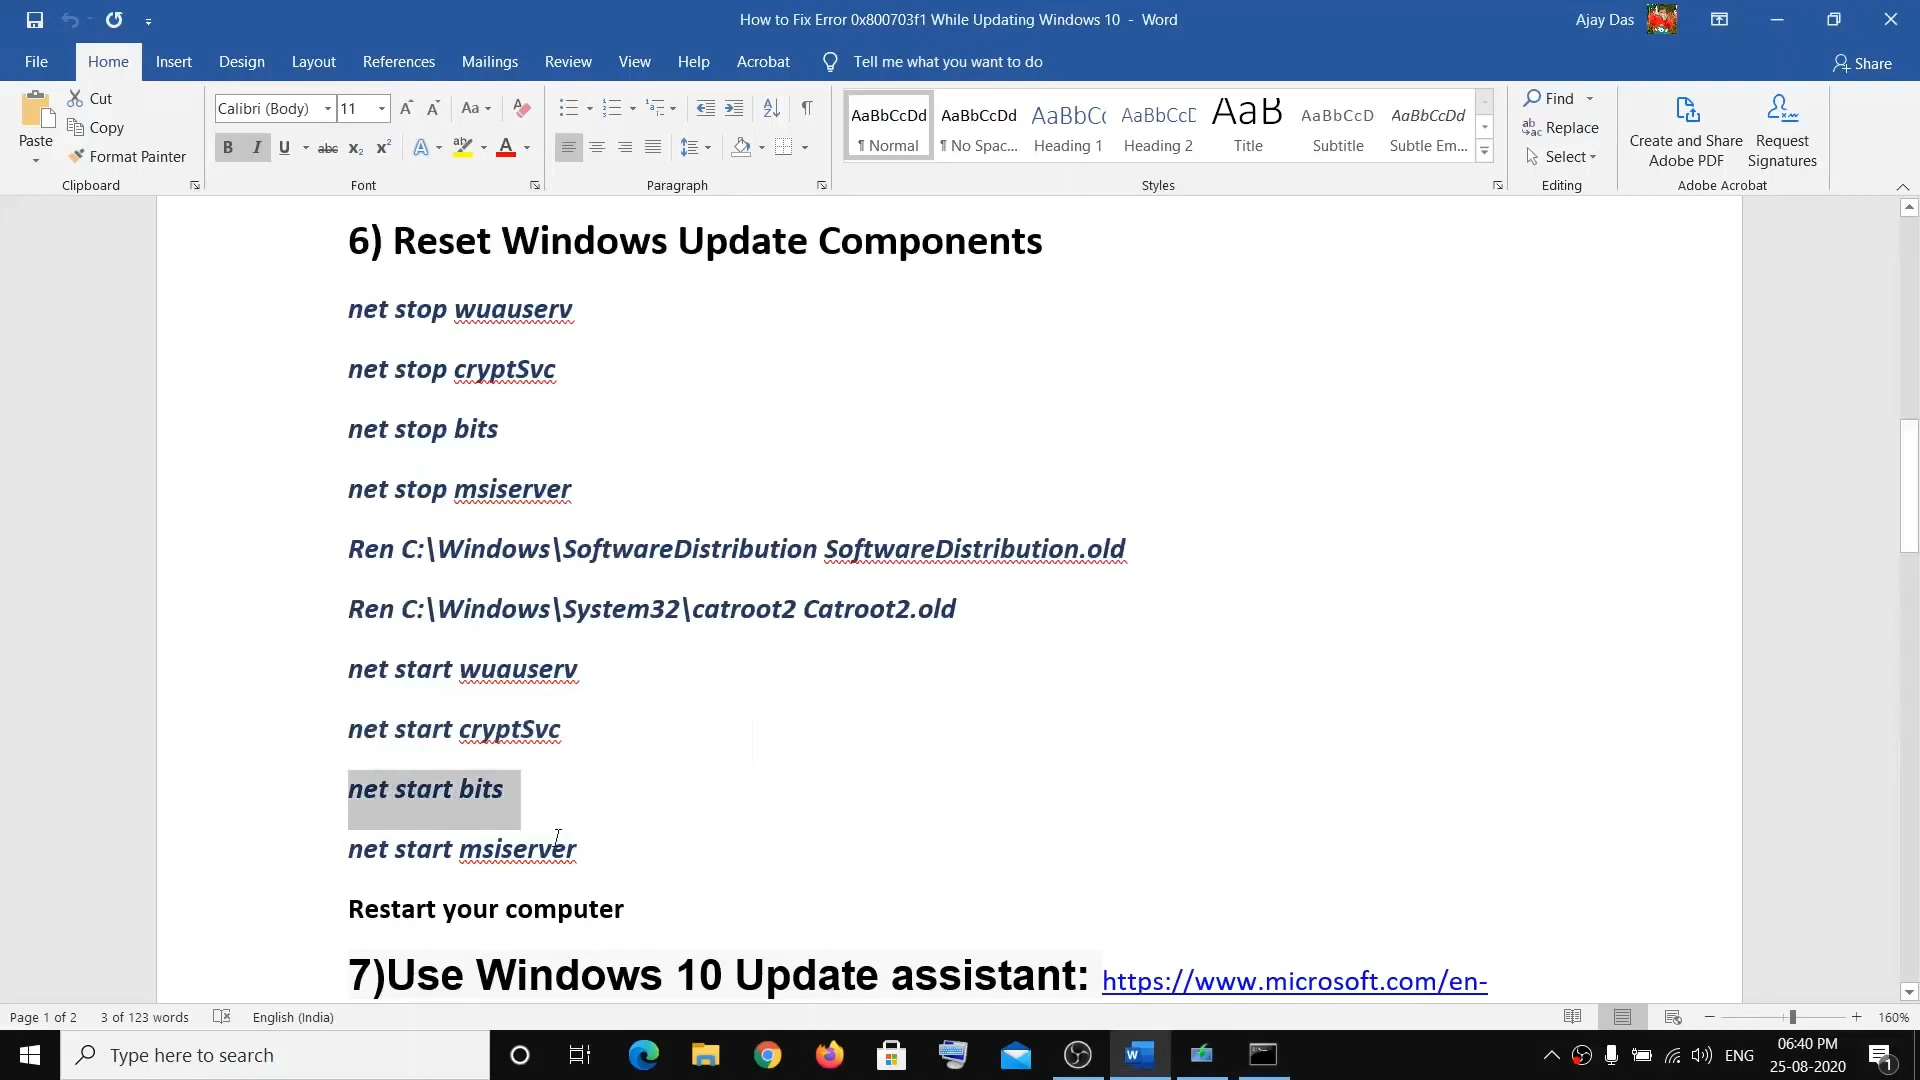 How to Fix Error 0x800703f1 While Updating Windows 10 - Word
Ajay Das
File Home Insert Design Layout References Mailings Review View Help Acrobat Tell me what you want to do
Share
Paste
Cut
Copy
Format Painter
Clipboard
Calibri (Body) 11
Font
Paragraph
AaBbCcDd AaBbCcDd AaBbCc AaBbCcD AaB AaBbCcD AaBbCcDd
¶ Normal ¶ No Spac... Heading 1 Heading 2 Title Subtitle Subtle Em...
Styles
Find
Replace
Select
Editing
Create and Share Adobe PDF
Request Signatures
Adobe Acrobat
6) Reset Windows Update Components
net stop wuauserv
net stop cryptSvc
net stop bits
net stop msiserver
Ren C:\Windows\SoftwareDistribution SoftwareDistribution.old
Ren C:\Windows\System32\catroot2 Catroot2.old
net start wuauserv
net start cryptSvc
net start bits
net start msiserver
Restart your computer
7)Use Windows 10 Update assistant: https://www.microsoft.com/en-
Page 1 of 2 3 of 123 words English (India)
160%
Type here to search
ENG
06:40 PM
25-08-2020
1